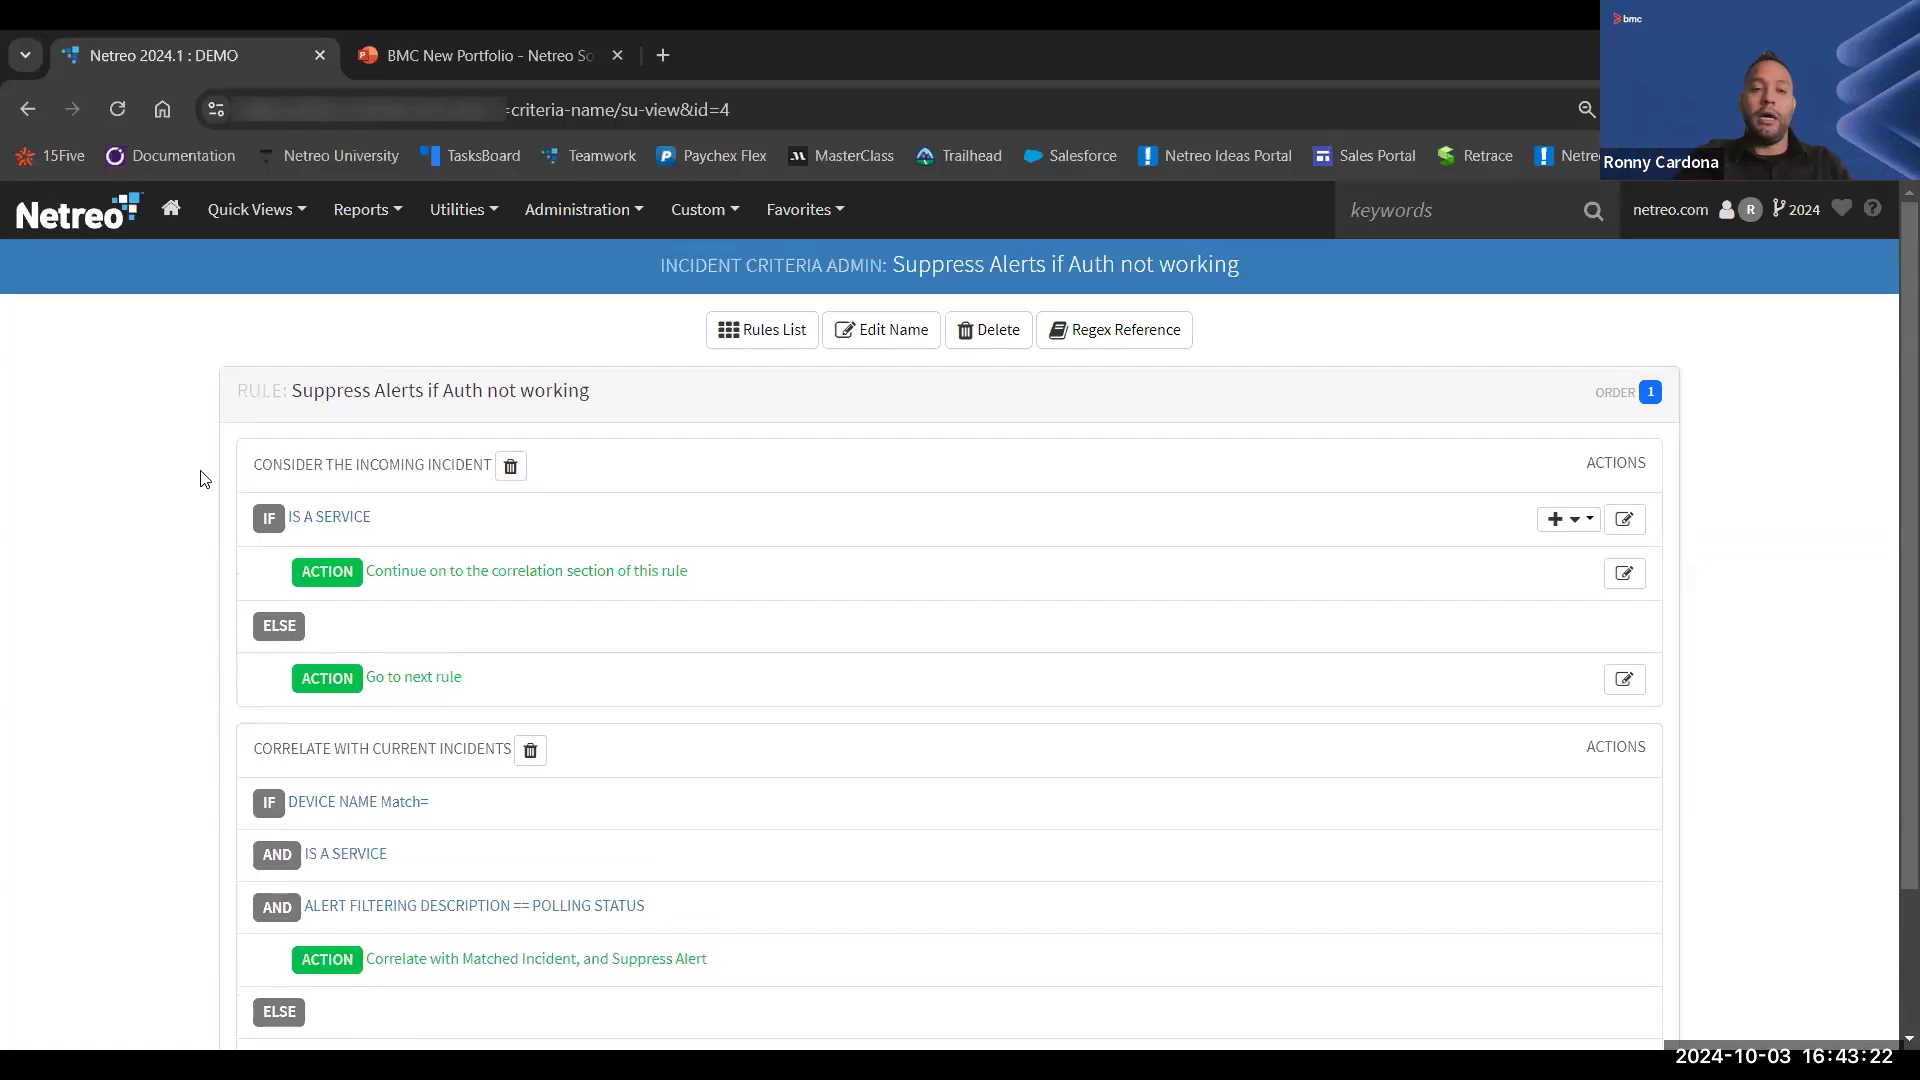 bmc
Netreo 2024.1 : DEMO
BMC New Portfolio - Netreo So
=criteria-name/su-view&id=4
15Five
Documentation
Netreo University
TasksBoard
Teamwork
Paychex Flex
MasterClass
Trailhead
Salesforce
Netreo Ideas Portal
Sales Portal
Retrace
Netre
Ronny Cardona
Netreo
Quick Views
Reports
Utilities
Administration
Custom
Favorites
keywords
netreo.com
R
2024
INCIDENT CRITERIA ADMIN: Suppress Alerts if Auth not working
Rules List
Edit Name
Delete
Regex Reference
RULE: Suppress Alerts if Auth not working
ORDER 1
CONSIDER THE INCOMING INCIDENT
ACTIONS
IF IS A SERVICE
ACTION Continue on to the correlation section of this rule
ELSE
ACTION Go to next rule
CORRELATE WITH CURRENT INCIDENTS
ACTIONS
IF DEVICE NAME Match=
AND IS A SERVICE
AND ALERT FILTERING DESCRIPTION == POLLING STATUS
ACTION Correlate with Matched Incident, and Suppress Alert
ELSE
2024-10-03 16:43:22